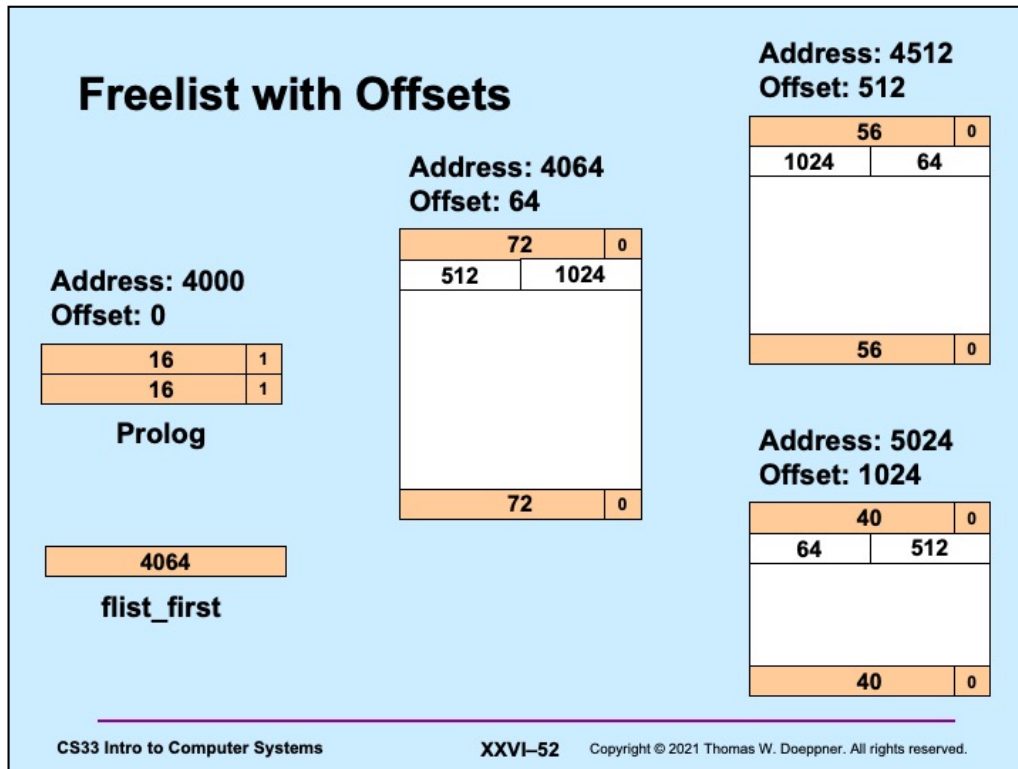 Freelist with Offsets
Address: 4000
Offset: 0
16 1
16 1
Prolog
4064
flist_first
Address: 4064
Offset: 64
72 0
512 1024
72 0
Address: 4512
Offset: 512
56 0
1024 64
56 0
Address: 5024
Offset: 1024
40 0
64 512
40 0
CS33 Intro to Computer Systems
XXVI–52
Copyright © 2021 Thomas W. Doeppner. All rights reserved.